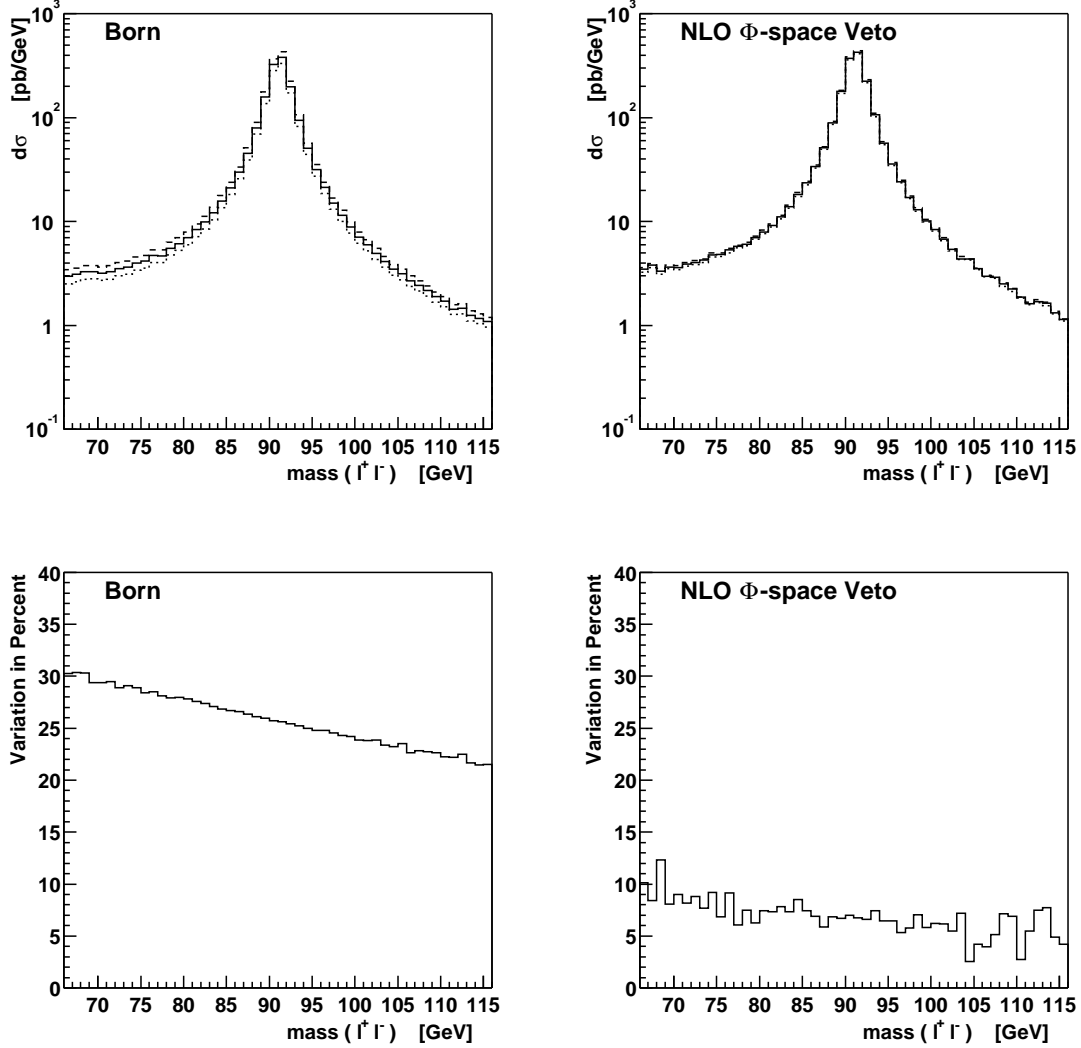 Born
dσ [pb/GeV]
10³
10²
10
1
10⁻¹
70 75 80 85 90 95 100 105 110 115
mass ( l⁺ l⁻ ) [GeV]
NLO Φ-space Veto
dσ [pb/GeV]
10³
10²
10
1
10⁻¹
70 75 80 85 90 95 100 105 110 115
mass ( l⁺ l⁻ ) [GeV]
Born
Variation in Percent
40
35
30
25
20
15
10
5
0
70 75 80 85 90 95 100 105 110 115
mass ( l⁺ l⁻ ) [GeV]
NLO Φ-space Veto
Variation in Percent
40
35
30
25
20
15
10
5
0
70 75 80 85 90 95 100 105 110 115
mass ( l⁺ l⁻ ) [GeV]